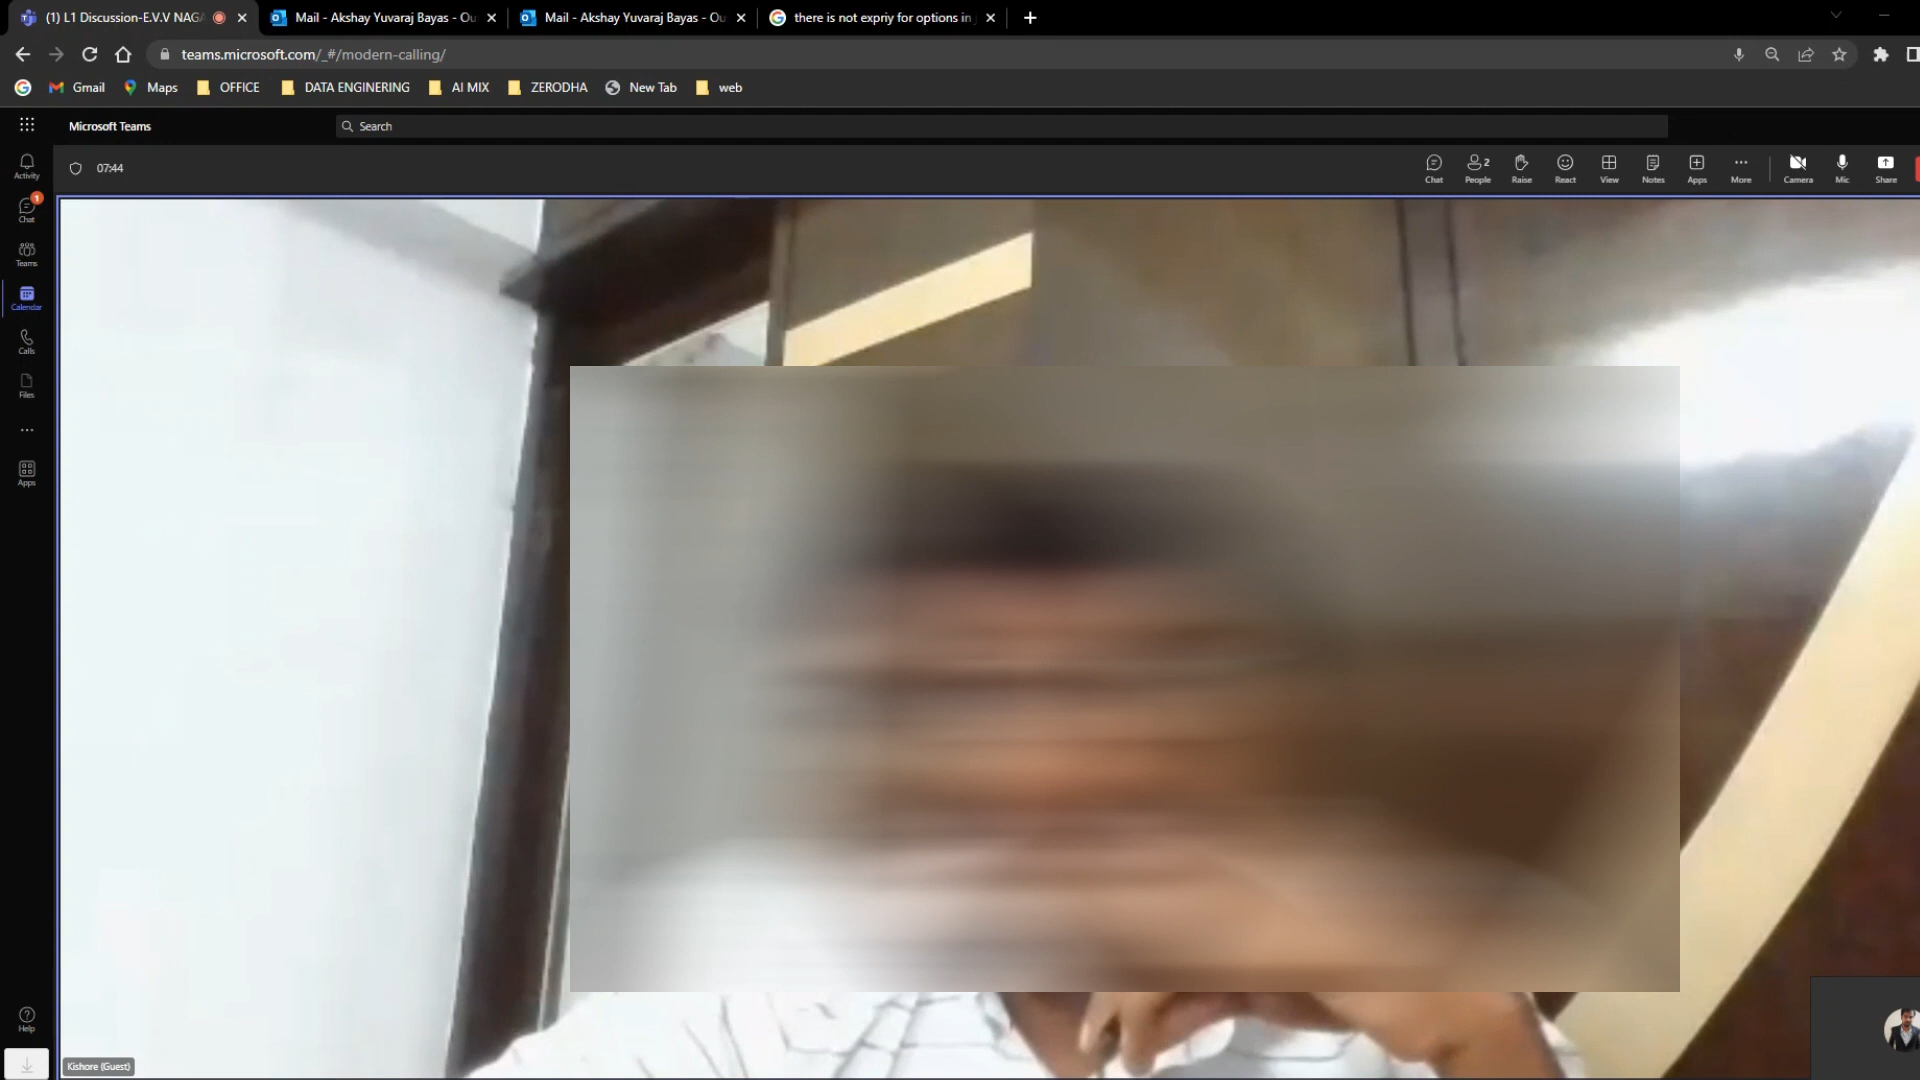 (1) L1 Discussion-E.V.V NAGA
Mail - Akshay Yuvaraj Bayas - Ou
Mail - Akshay Yuvaraj Bayas - Ou
there is not expriy for options in
teams.microsoft.com/_#/modern-calling/
Gmail
Maps
OFFICE
DATA ENGINERING
AI MIX
ZERODHA
New Tab
web
Microsoft Teams
Search
07:44
Chat
People
2
Raise
React
View
Notes
Apps
More
Camera
Mic
Share
Activity
1
Chat
Teams
Calendar
Calls
Files
Apps
Help
Kishore (Guest)